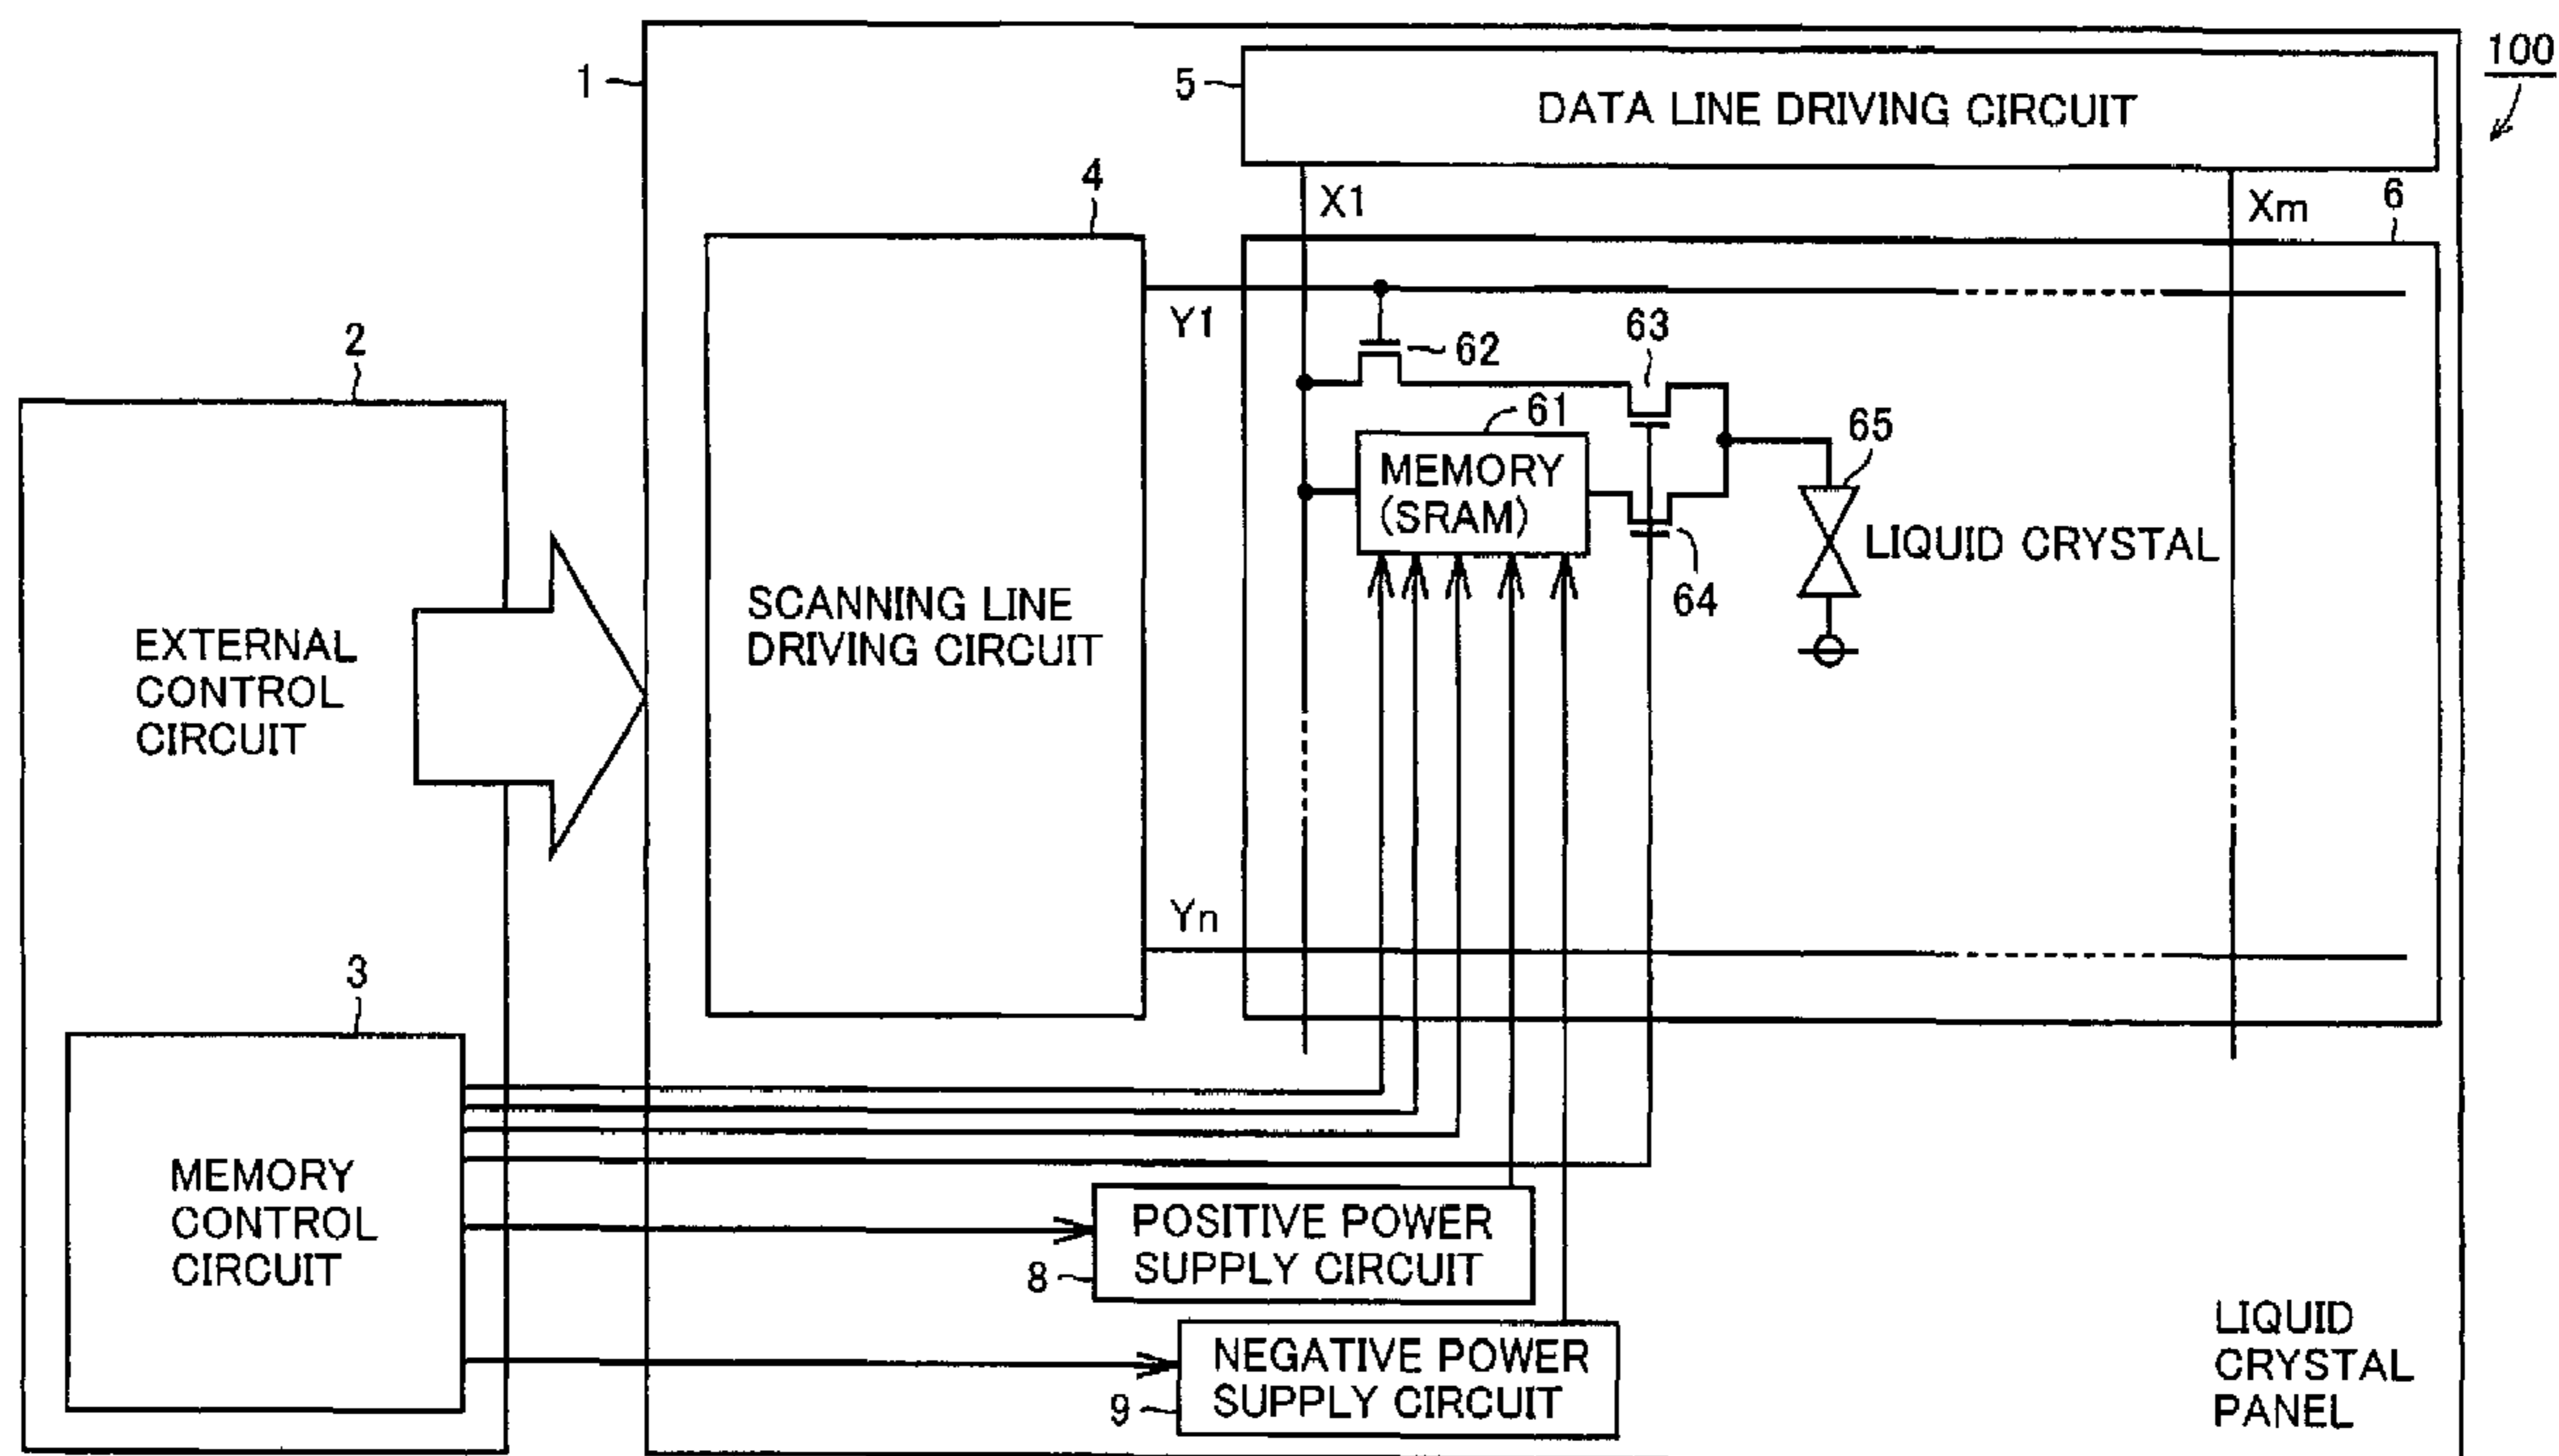 100
1
5
DATA LINE DRIVING CIRCUIT
4
X1
Xm
6
Y1
62
63
2
61
65
MEMORY
(SRAM)
LIQUID CRYSTAL
64
SCANNING LINE
DRIVING CIRCUIT
EXTERNAL
CONTROL
CIRCUIT
Yn
3
MEMORY
CONTROL
CIRCUIT
POSITIVE POWER
SUPPLY CIRCUIT
8
NEGATIVE POWER
SUPPLY CIRCUIT
9
LIQUID
CRYSTAL
PANEL